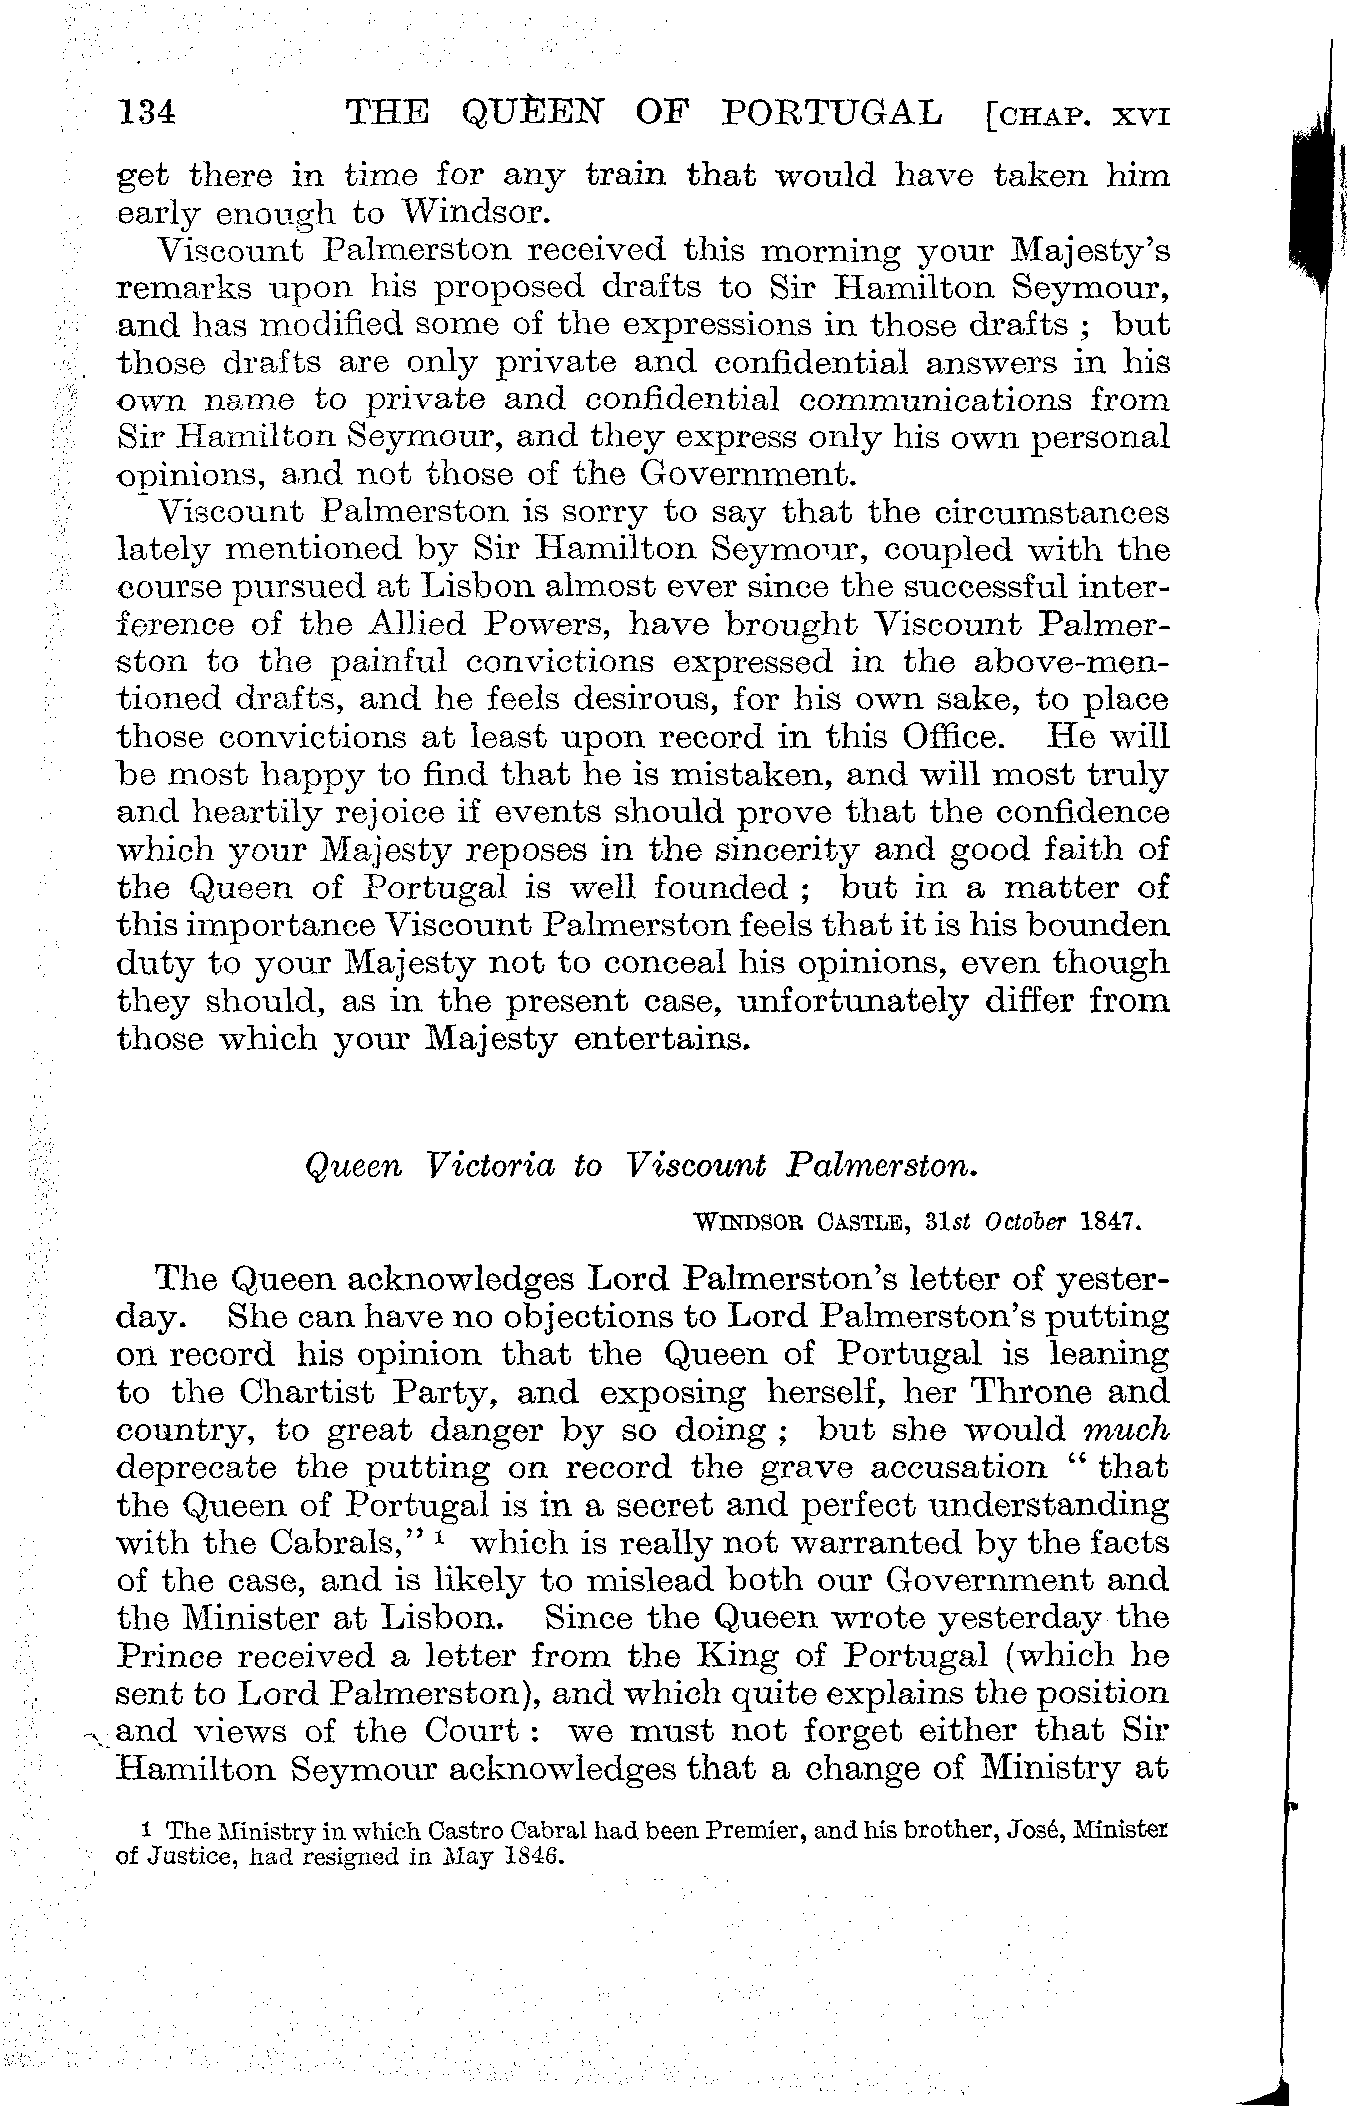 134 THE QUEEN OF PORTUGAL [CHAP. XVI
get there in time for any train that would have taken him
early enough to Windsor.
Viscount Palmerston received this morning your Majesty's
remarks upon his proposed drafts to Sir Hamilton Seymour,
and has modified some of the expressions in those drafts ; but
those drafts are only private and confidential answers in his
own name to private and confidential communications from
Sir Hamilton Seymour, and they express only his own personal
opinions, and not those of the Government.
Viscount Palmerston is sorry to say that the circumstances
lately mentioned by Sir Hamilton Seymour, coupled with the
course pursued at Lisbon almost ever since the successful inter-
ference of the Allied Powers, have brought Viscount Palmer-
ston to the painful convictions expressed in the above-men-
tioned drafts, and he feels desirous, for his own sake, to place
those convictions at least upon record in this Office. He will
be most happy to find that he is mistaken, and will most truly
and heartily rejoice if events should prove that the confidence
which your Majesty reposes in the sincerity and good faith of
the Queen of Portugal is well founded ; but in a matter of
this importance Viscount Palmerston feels that it is his bounden
duty to your Majesty not to conceal his opinions, even though
they should, as in the present case, unfortunately differ from
those which your Majesty entertains.
Queen Victoria to Viscount Palmerston.
WINDSOR CASTLE, 31st October 1847.
The Queen acknowledges Lord Palmerston's letter of yester-
day. She can have no objections to Lord Palmerston's putting
on record his opinion that the Queen of Portugal is leaning
to the Chartist Party, and exposing herself, her Throne and
country, to great danger by so doing ; but she would much
deprecate the putting on record the grave accusation “ that
the Queen of Portugal is in a secret and perfect understanding
with the Cabrals,” 1 which is really not warranted by the facts
of the case, and is likely to mislead both our Government and
the Minister at Lisbon. Since the Queen wrote yesterday the
Prince received a letter from the King of Portugal (which he
sent to Lord Palmerston), and which quite explains the position
and views of the Court : we must not forget either that Sir
Hamilton Seymour acknowledges that a change of Ministry at
1 The Ministry in which Castro Cabral had been Premier, and his brother, José, Minister
of Justice, had resigned in May 1846.